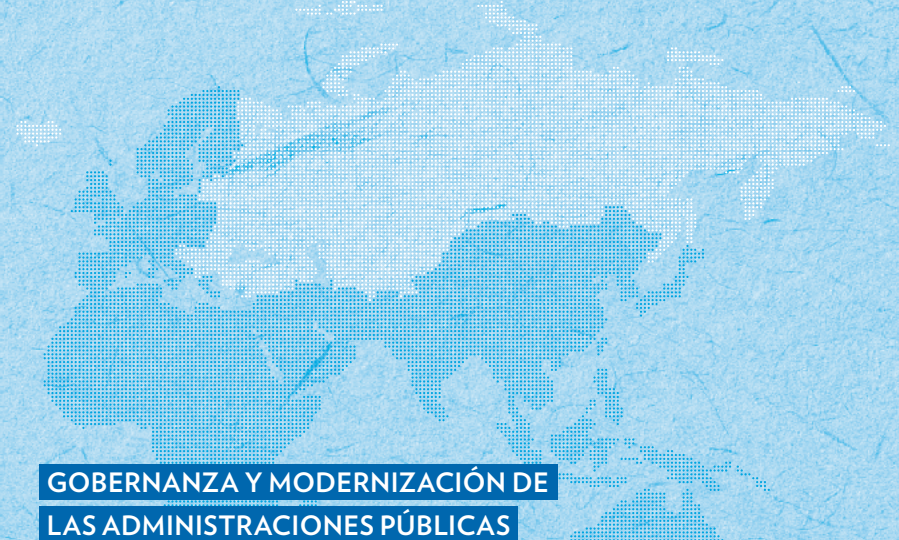 GOBERNANZA Y MODERNIZACIÓN DE
LAS ADMINISTRACIONES PÚBLICAS